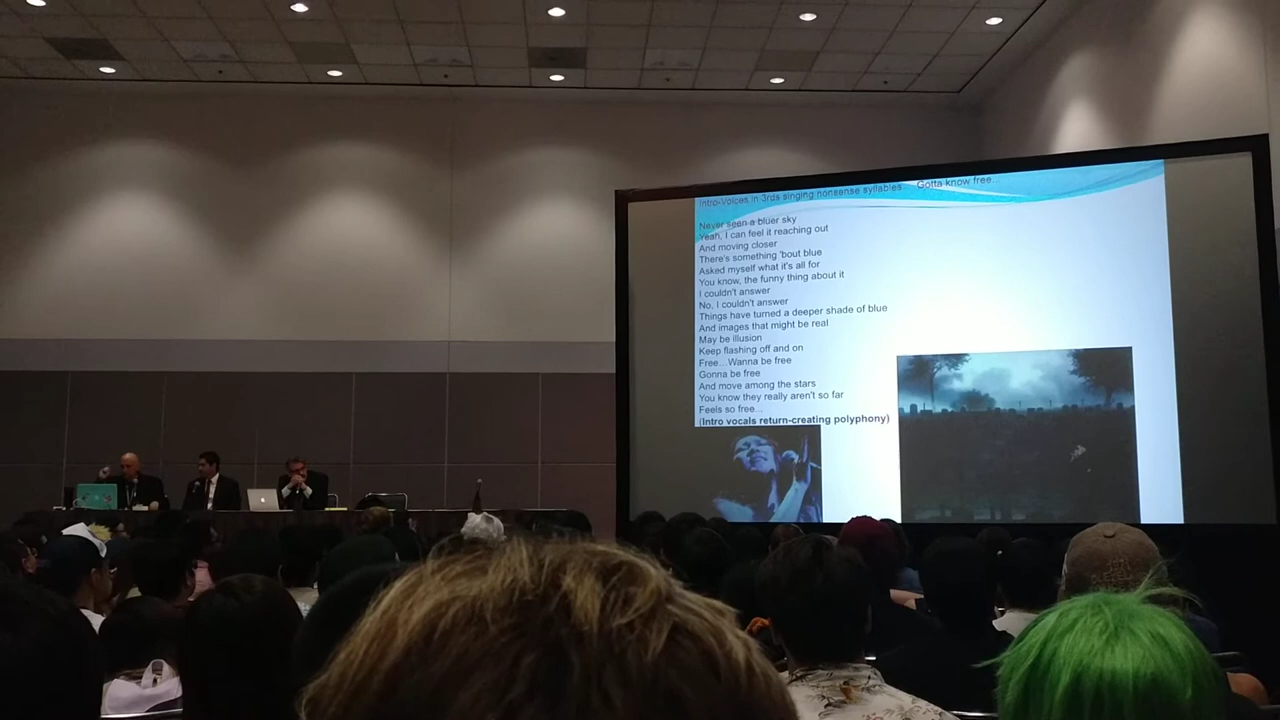 Intro-Voices in 3rds singing nonsense syllables
Gotta know free...
Never seen a bluer sky
Yeah, I can feel it reaching out
And moving closer
There's something 'bout blue
Asked myself what it's all for
You know, the funny thing about it
I couldn't answer
No, I couldn't answer
Things have turned a deeper shade of blue
And images that might be real
May be illusion
Keep flashing off and on
Free...Wanna be free
Gonna be free
And move among the stars
You know they really aren't so far
Feels so free...
(Intro vocals return-creating polyphony)